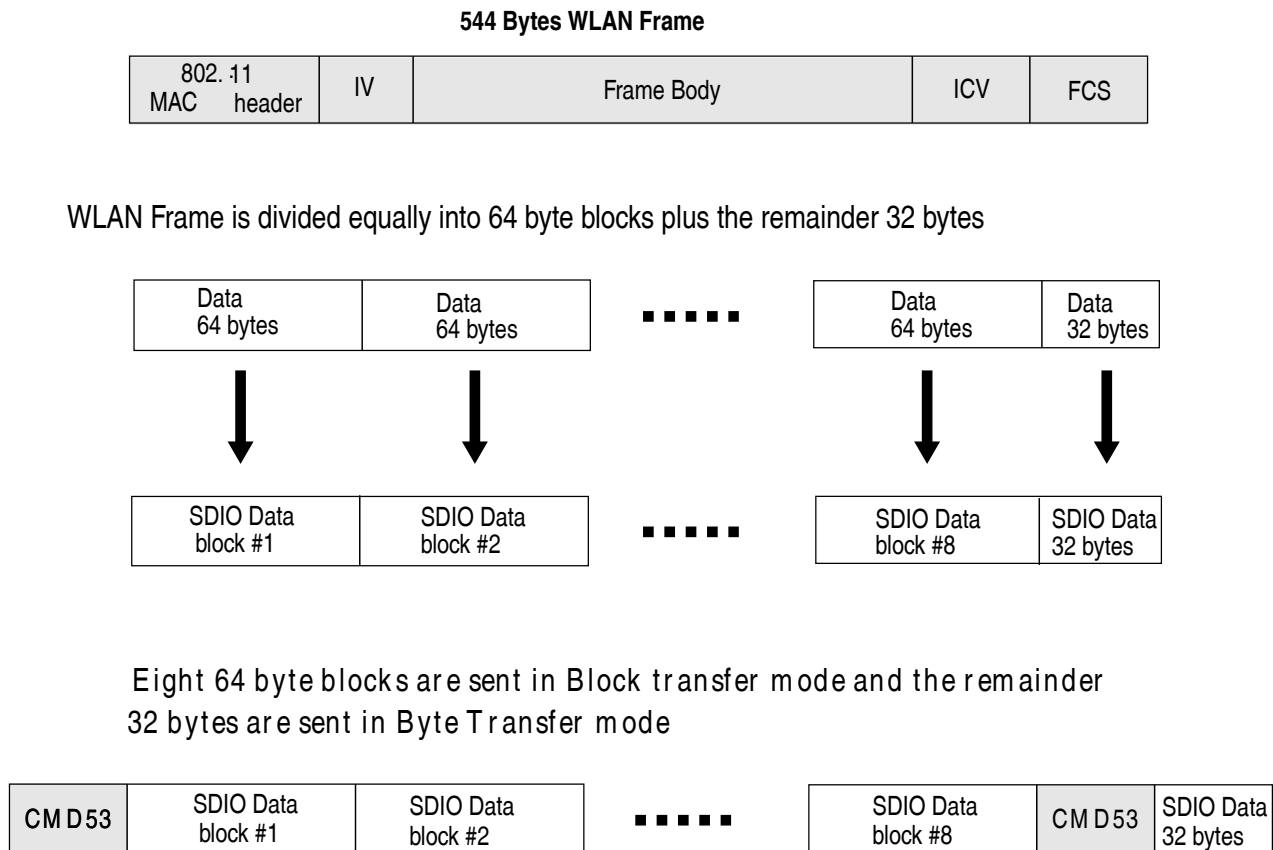 544 Bytes WLAN Frame
802.11
MAC header
IV
Frame Body
ICV
FCS
WLAN Frame is divided equally into 64 byte blocks plus the remainder 32 bytes
Data
64 bytes
Data
64 bytes
Data
64 bytes
Data
32 bytes
SDIO Data
block #1
SDIO Data
block #2
SDIO Data
block #8
SDIO Data
32 bytes
Eight 64 byte blocks are sent in Block transfer mode and the remainder
32 bytes are sent in Byte Transfer mode
CMD53
SDIO Data
block #1
SDIO Data
block #2
SDIO Data
block #8
CMD53
SDIO Data
32 bytes